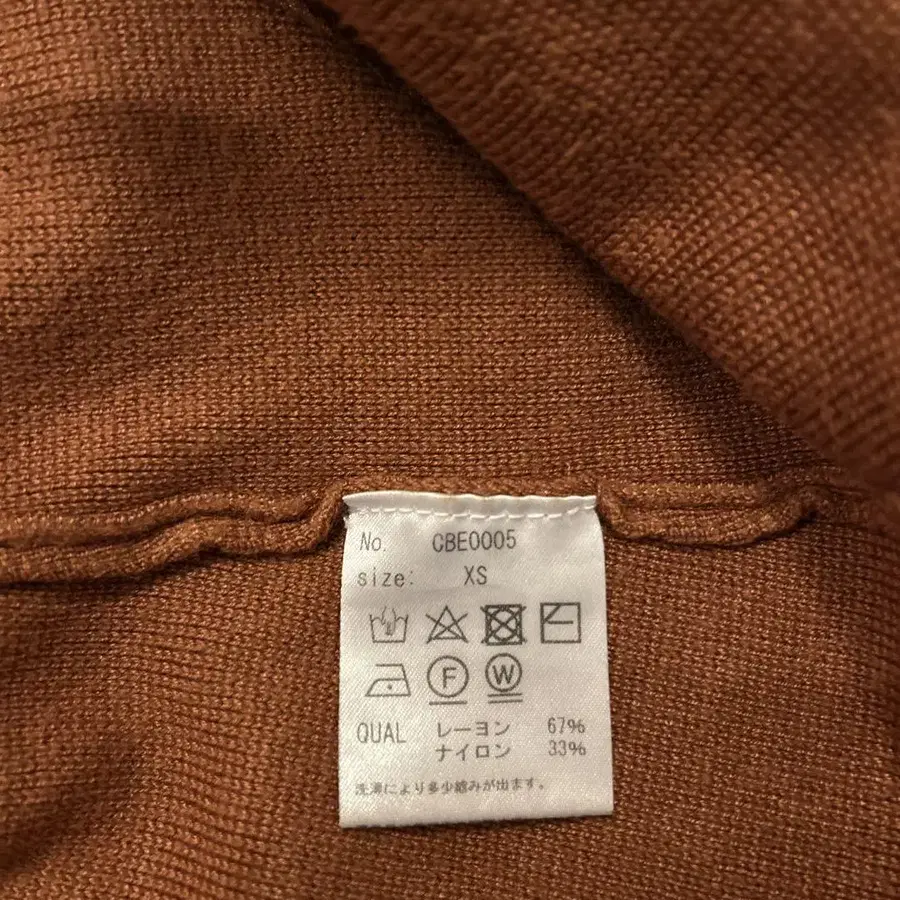 No. CBE0005
size: XS
F W
QUAL レーヨン 67%
ナイロン 33%
洗濯により多少縮みが出ます。